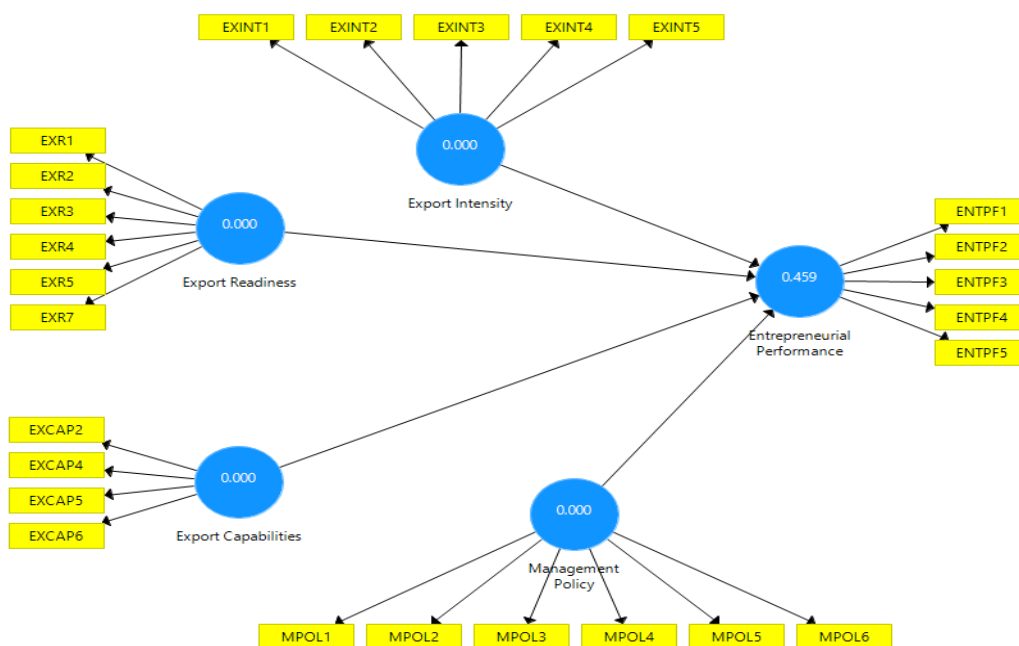 EXINT1
EXINT2
EXINT3
EXINT4
EXINT5
0.000
Export Intensity
EXR1
EXR2
EXR3
EXR4
EXR5
EXR7
0.000
Export Readiness
ENTPF1
ENTPF2
ENTPF3
ENTPF4
ENTPF5
0.459
Entrepreneurial
Performance
EXCAP2
EXCAP4
EXCAP5
EXCAP6
0.000
Export Capabilities
0.000
Management
Policy
MPOL1
MPOL2
MPOL3
MPOL4
MPOL5
MPOL6